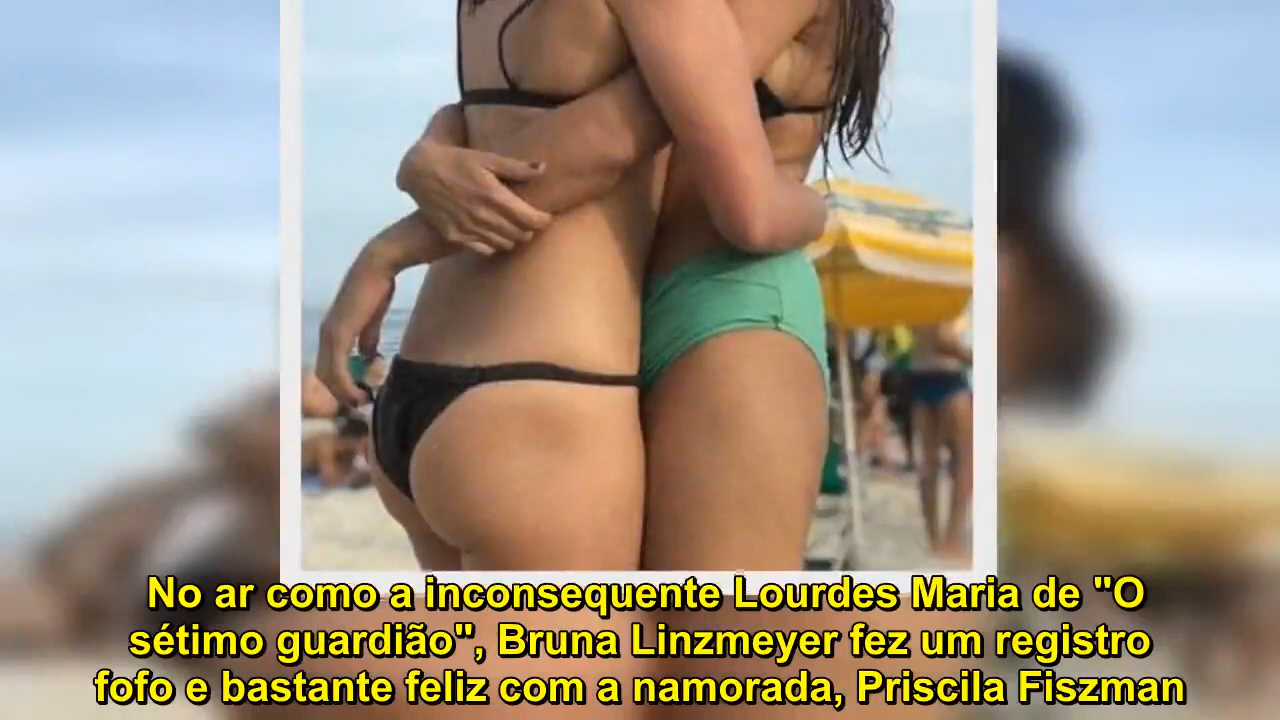 No ar como a inconsequente Lourdes Maria de "O
sétimo guardião", Bruna Linzmeyer fez um registro
fofo e bastante feliz com a namorada, Priscila Fiszman